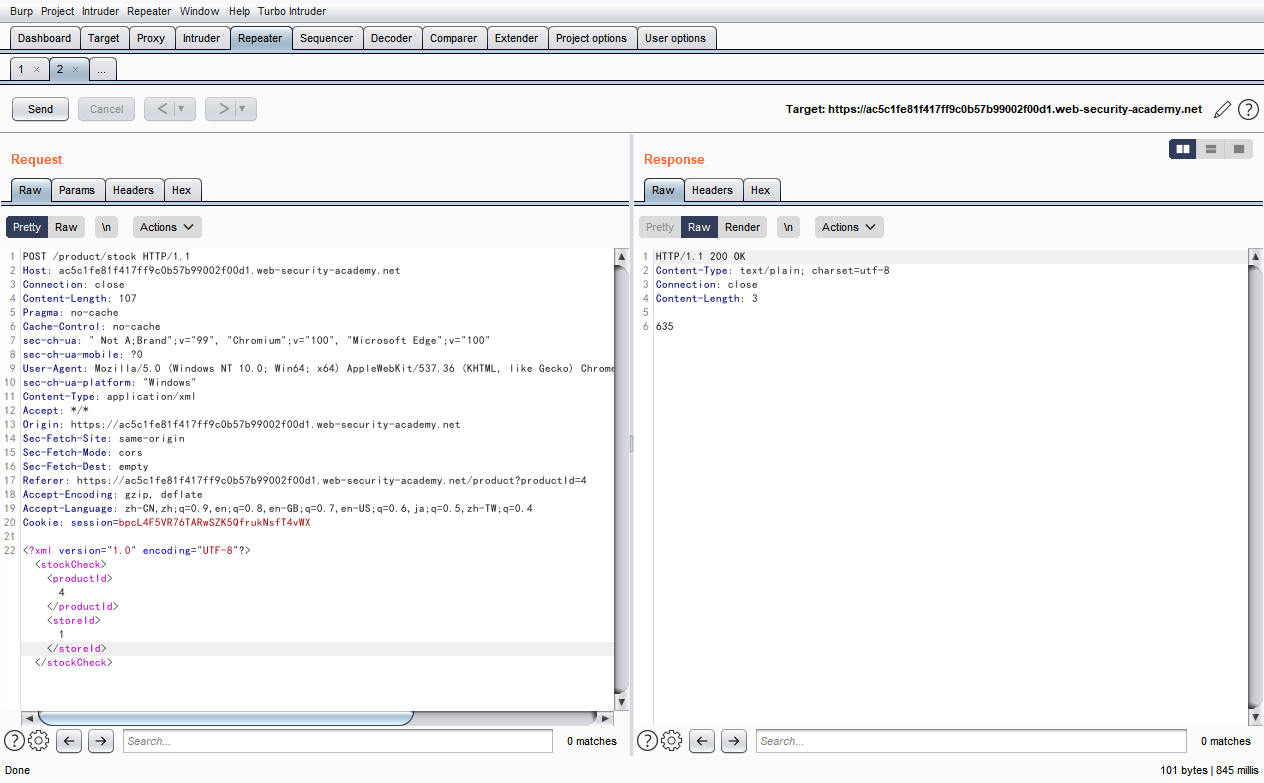 Burp Project Intruder Repeater Window Help Turbo Intruder
Dashboard Target Proxy Intruder Repeater Sequencer Decoder Comparer Extender Project options User options
1 × 2 × ...
Send Cancel < ▼ > ▼ Target: https://ac5c1fe81f417ff9c0b57b99002f00d1.web-security-academy.net ?
Request
Raw Params Headers Hex
Pretty Raw \n Actions
1 POST /product/stock HTTP/1.1
2 Host: ac5c1fe81f417ff9c0b57b99002f00d1.web-security-academy.net
3 Connection: close
4 Content-Length: 107
5 Pragma: no-cache
6 Cache-Control: no-cache
7 sec-ch-ua: " Not A;Brand";v="99", "Chromium";v="100", "Microsoft Edge";v="100"
8 sec-ch-ua-mobile: ?0
9 User-Agent: Mozilla/5.0 (Windows NT 10.0; Win64; x64) AppleWebKit/537.36 (KHTML, like Gecko) Chrome
10 sec-ch-ua-platform: "Windows"
11 Content-Type: application/xml
12 Accept: */*
13 Origin: https://ac5c1fe81f417ff9c0b57b99002f00d1.web-security-academy.net
14 Sec-Fetch-Site: same-origin
15 Sec-Fetch-Mode: cors
16 Sec-Fetch-Dest: empty
17 Referer: https://ac5c1fe81f417ff9c0b57b99002f00d1.web-security-academy.net/product?productId=4
18 Accept-Encoding: gzip, deflate
19 Accept-Language: zh-CN,zh;q=0.9,en;q=0.8,en-GB;q=0.7,en-US;q=0.6,ja;q=0.5,zh-TW;q=0.4
20 Cookie: session=bpcL4F5VR76TARwSZK5QfrukNsfT4vWX
21
22 <?xml version="1.0" encoding="UTF-8"?>
<stockCheck>
<productId>
4
</productId>
<storeId>
1
</storeId>
</stockCheck>
? Search... 0 matches
Response
Raw Headers Hex
Pretty Raw Render \n Actions
1 HTTP/1.1 200 OK
2 Content-Type: text/plain; charset=utf-8
3 Connection: close
4 Content-Length: 3
5
6 635
? Search... 0 matches
Done 101 bytes | 845 millis